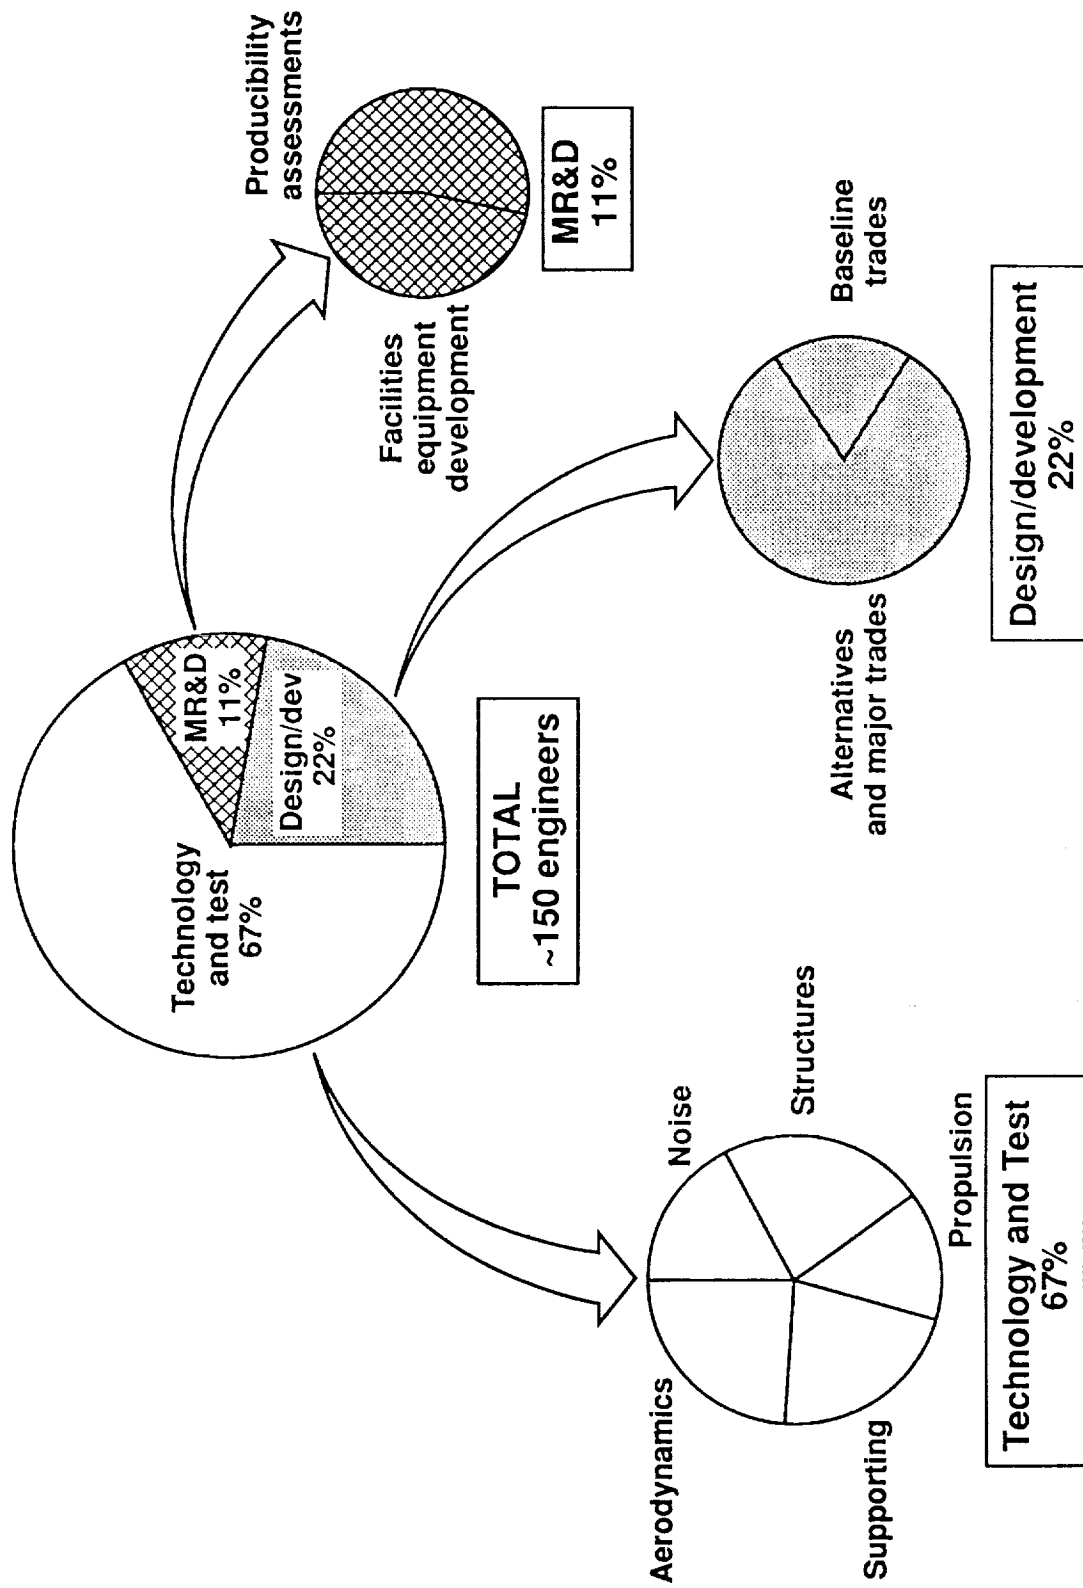 Technology
and test
67%
MR&D
11%
Design/dev
22%
TOTAL
~150 engineers
Producibility
assessments
Facilities
equipment
development
MR&D
11%
Baseline
trades
Alternatives
and major trades
Design/development
22%
Noise
Structures
Propulsion
Supporting
Aerodynamics
Technology and Test
67%